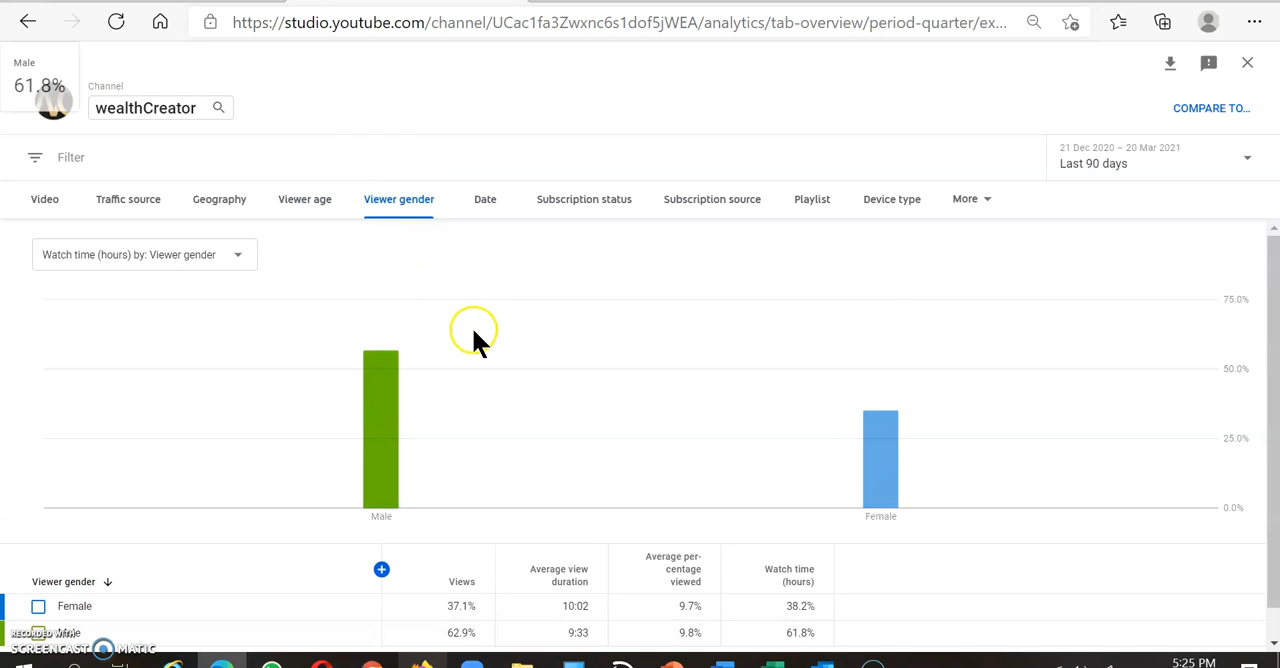 https://studio.youtube.com/channel/UCac1fa3Zwxnc6s1dof5jWEA/analytics/tab-overview/period-quarter/ex...
Male
61.8%
Channel
wealthCreator
COMPARE TO...
Filter
21 Dec 2020 – 20 Mar 2021
Last 90 days
Video Traffic source Geography Viewer age Viewer gender Date Subscription status Subscription source Playlist Device type More
Watch time (hours) by: Viewer gender
75.0%
50.0%
25.0%
0.0%
Male Female
Viewer gender Views Average view duration Average per-centage viewed Watch time (hours)
Female 37.1% 10:02 9.7% 38.2%
62.9% 9:33 9.8% 61.8%
RECORDED WITH
SCREENCAST MATIC
5:25 PM